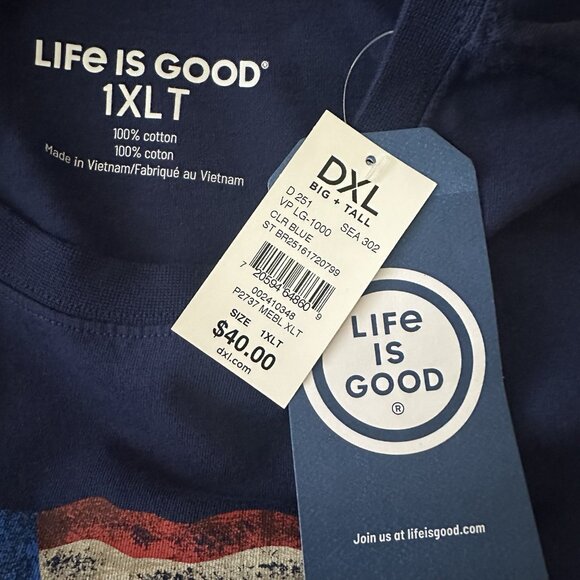 LIFE IS GOOD®
1XLT
100% cotton
100% coton
Made in Vietnam/Fabriqué au Vietnam
DXL
BIG + TALL
D 251 SEA 302
VP LG-1000
CLR BLUE
ST BR25161720799
7 20594 64860 9
002410348
P2737 MEBL XLT
SIZE 1XLT
$40.00
dxl.com
LIFE
IS
GOOD
®
Join us at lifeisgood.com